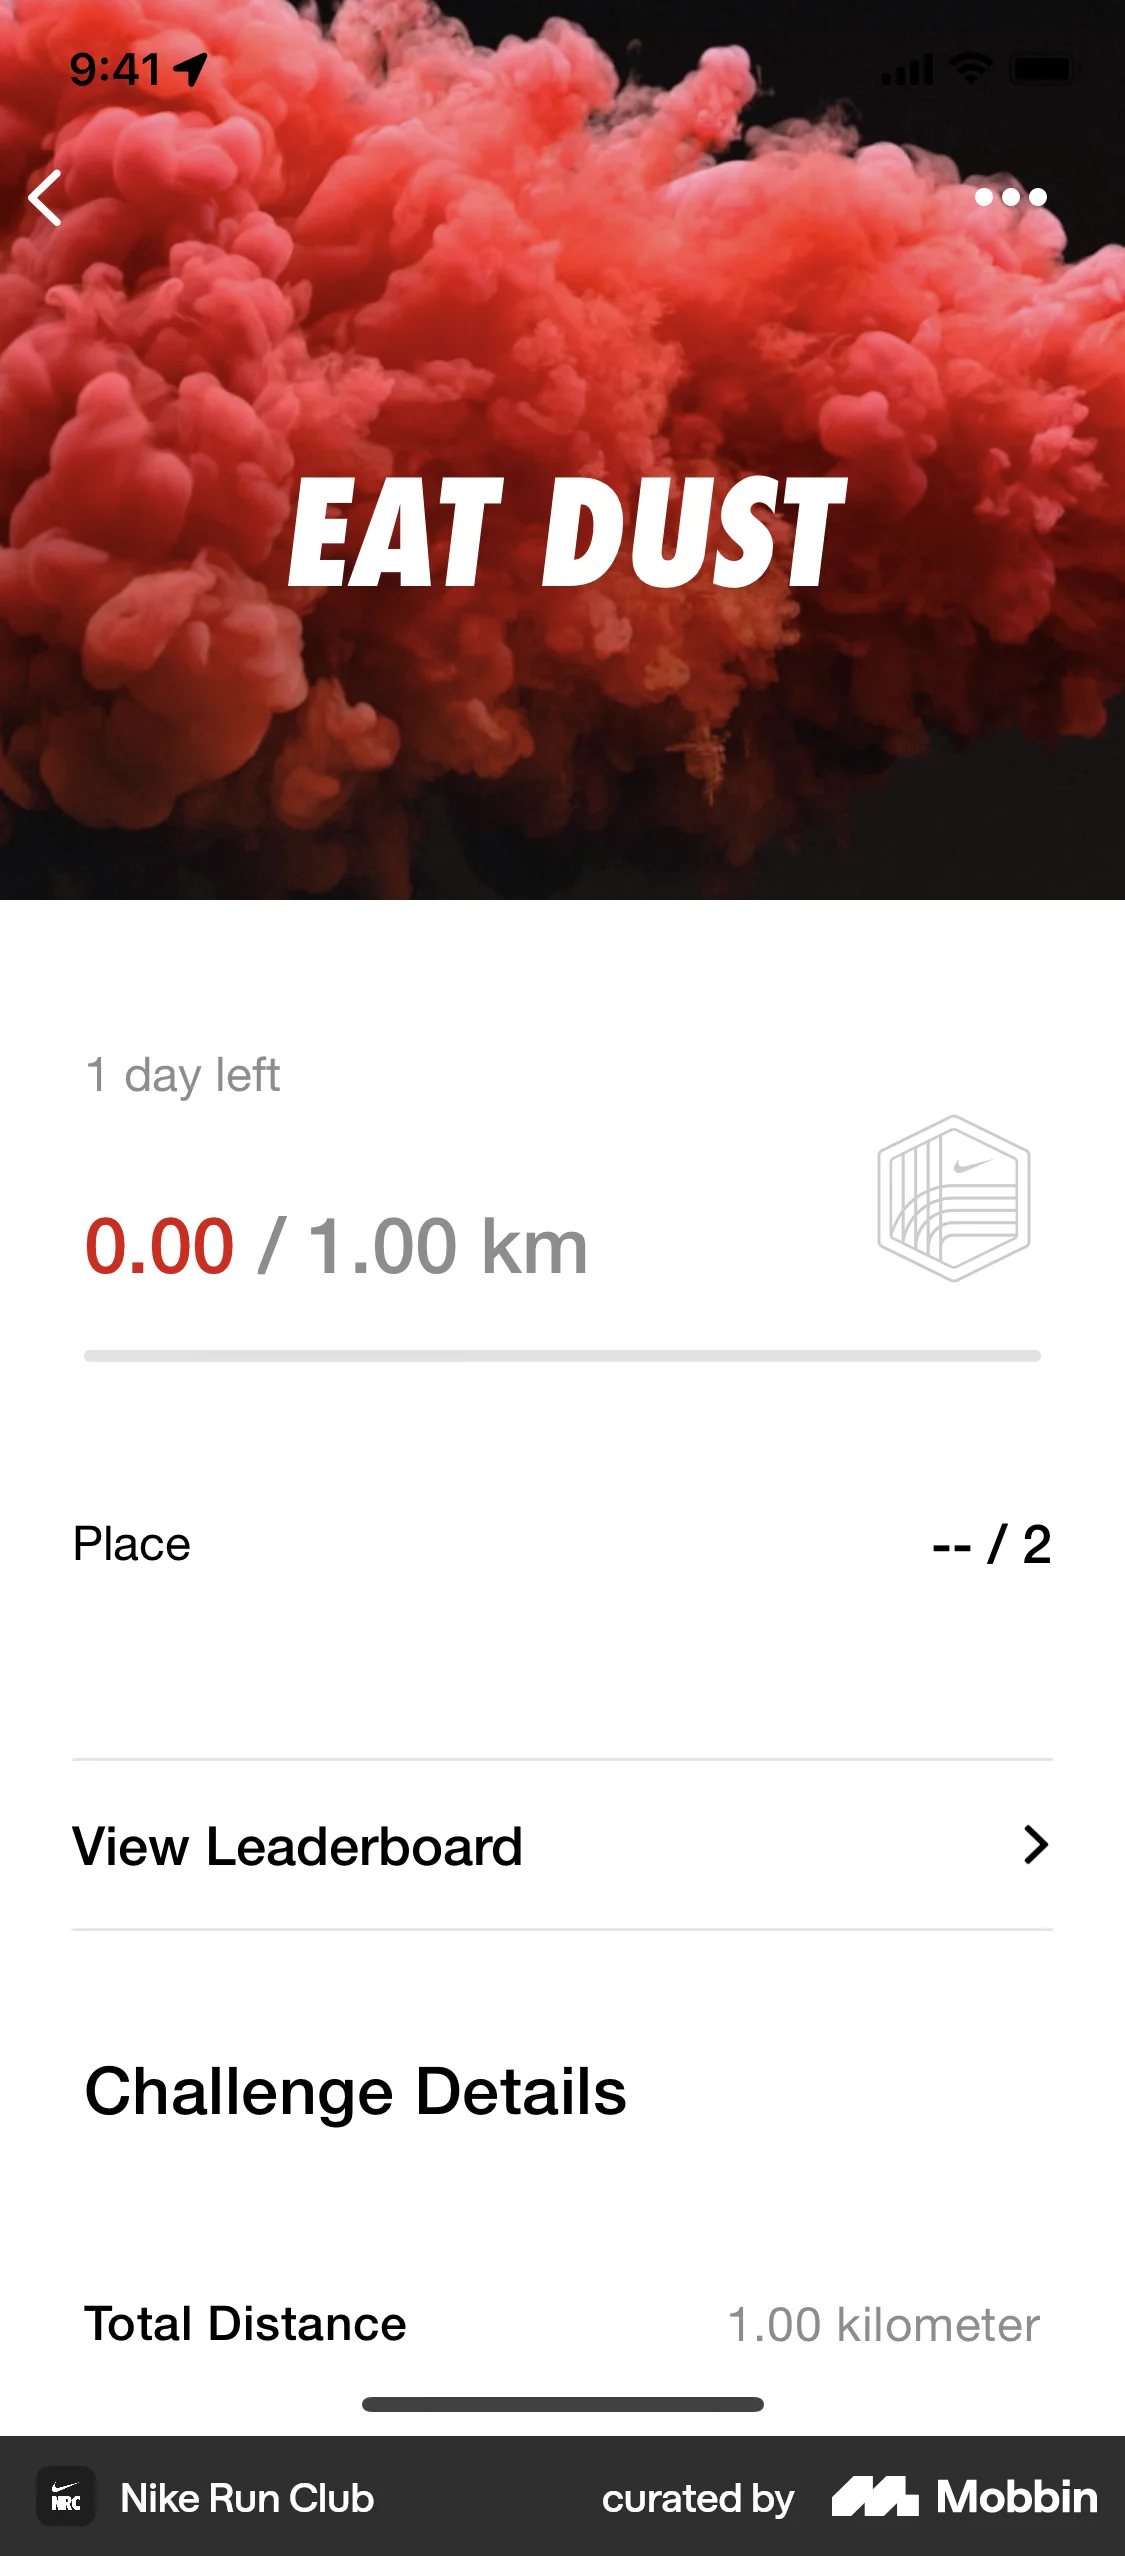 9:41
EAT DUST
1 day left
0.00 / 1.00 km
Place -- / 2
View Leaderboard
Challenge Details
Total Distance 1.00 kilometer
NRC Nike Run Club curated by Mobbin